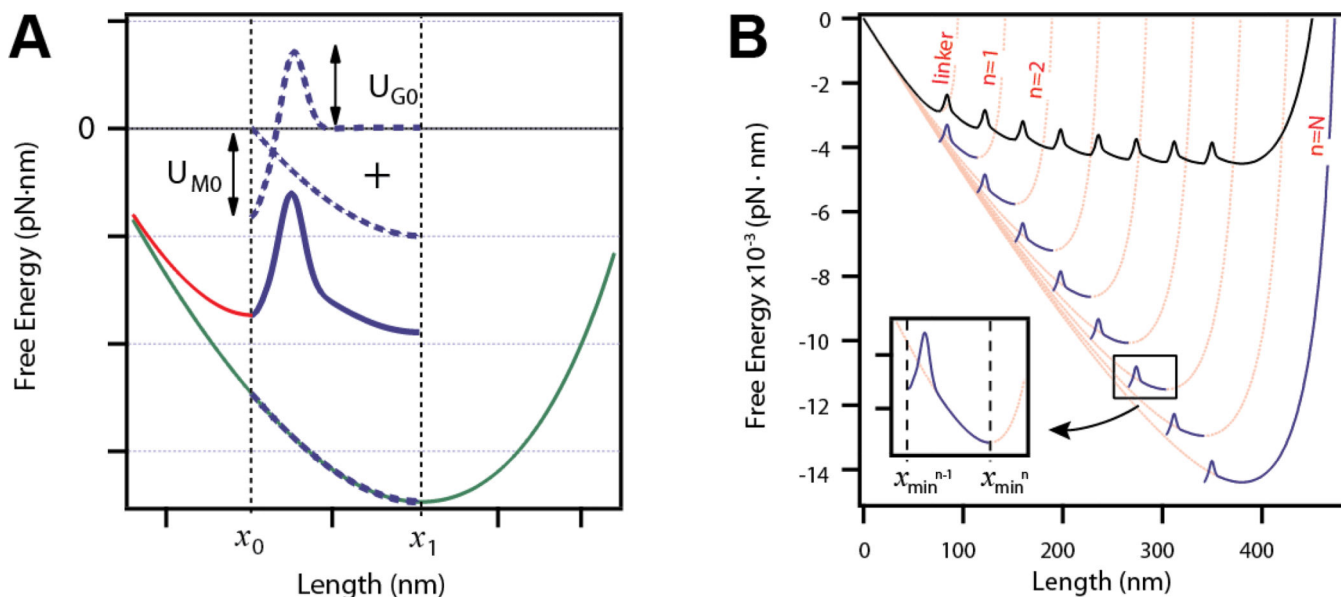 A
Free Energy (pN·nm)
0
U_G0
U_M0
+
x_0
x_1
Length (nm)
B
Free Energy x10^-3 (pN · nm)
0
-2
-4
-6
-8
-10
-12
-14
linker
n=1
n=2
n=N
x_min^n-1
x_min^n
0
100
200
300
400
Length (nm)